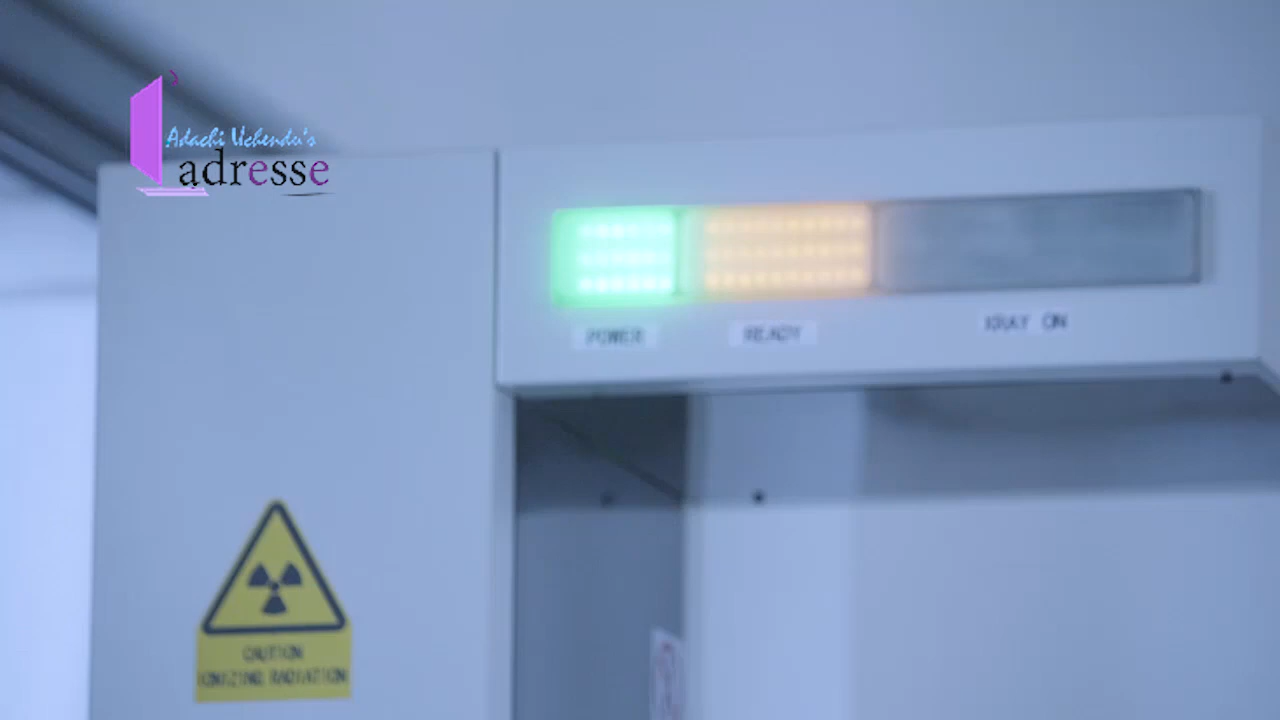 Adachi Uchendu's
adresse
POWER
READY
XRAY ON
CAUTION
IONIZING RADIATION